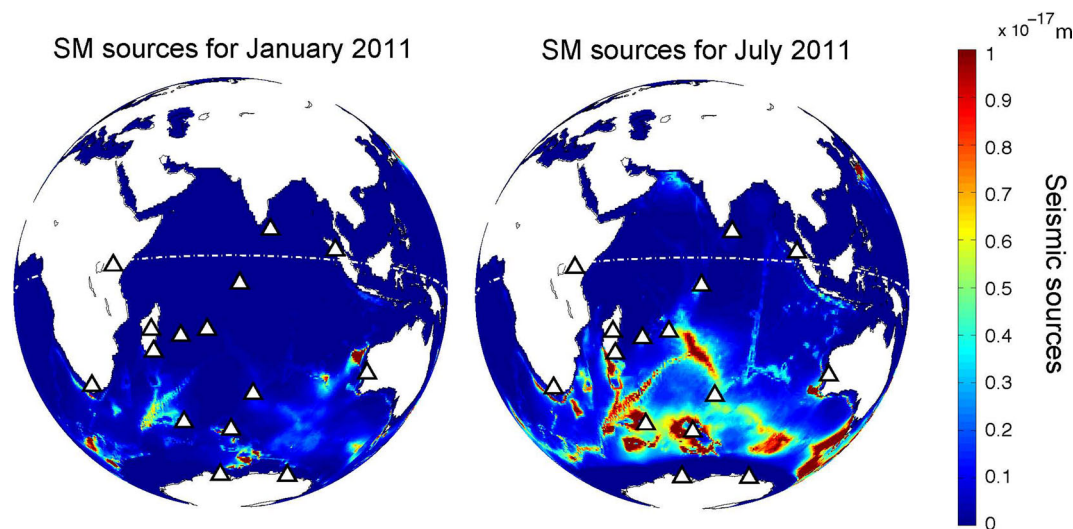 SM sources for January 2011
SM sources for July 2011
x 10⁻¹⁷ m
1
0.9
0.8
0.7
0.6
0.5
0.4
0.3
0.2
0.1
0
Seismic sources